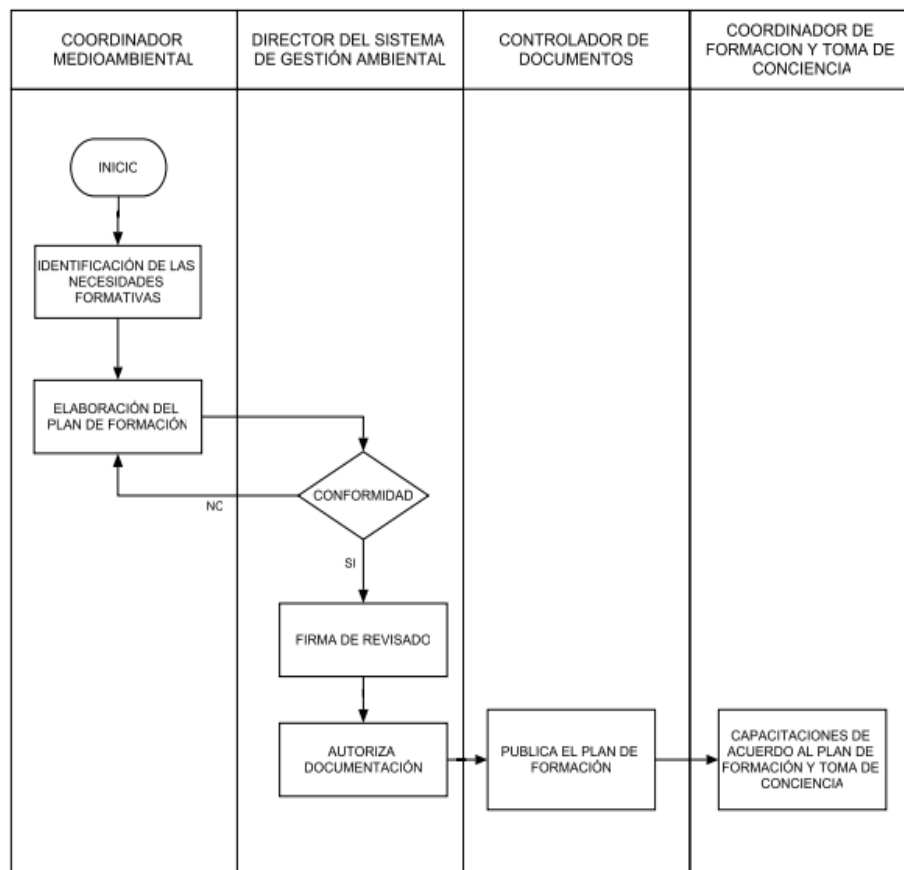 COORDINADOR
MEDIOAMBIENTAL
DIRECTOR DEL SISTEMA
DE GESTIÓN AMBIENTAL
CONTROLADOR DE
DOCUMENTOS
COORDINADOR DE
FORMACION Y TOMA DE
CONCIENCIA
INICIO
IDENTIFICACIÓN DE LAS
NECESIDADES
FORMATIVAS
ELABORACIÓN DEL
PLAN DE FORMACIÓN
CONFORMIDAD
NO
SI
FIRMA DE REVISADO
AUTORIZA
DOCUMENTACIÓN
PUBLICA EL PLAN DE
FORMACIÓN
CAPACITACIONES DE
ACUERDO AL PLAN DE
FORMACIÓN Y TOMA DE
CONCIENCIA